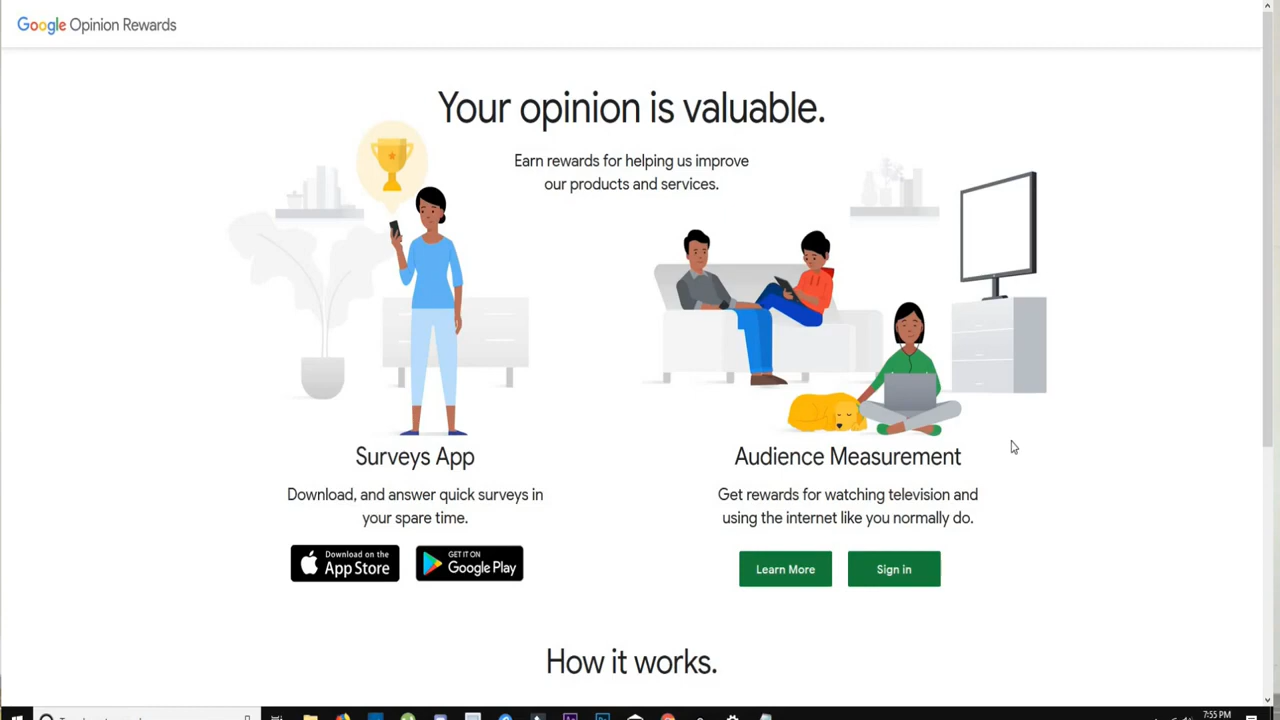 Google Opinion Rewards
Your opinion is valuable.
Earn rewards for helping us improve
our products and services.
Surveys App
Download, and answer quick surveys in
your spare time.
Download on the
App Store
GET IT ON
Google Play
Audience Measurement
Get rewards for watching television and
using the internet like you normally do.
Learn More
Sign in
How it works.
7:55 PM